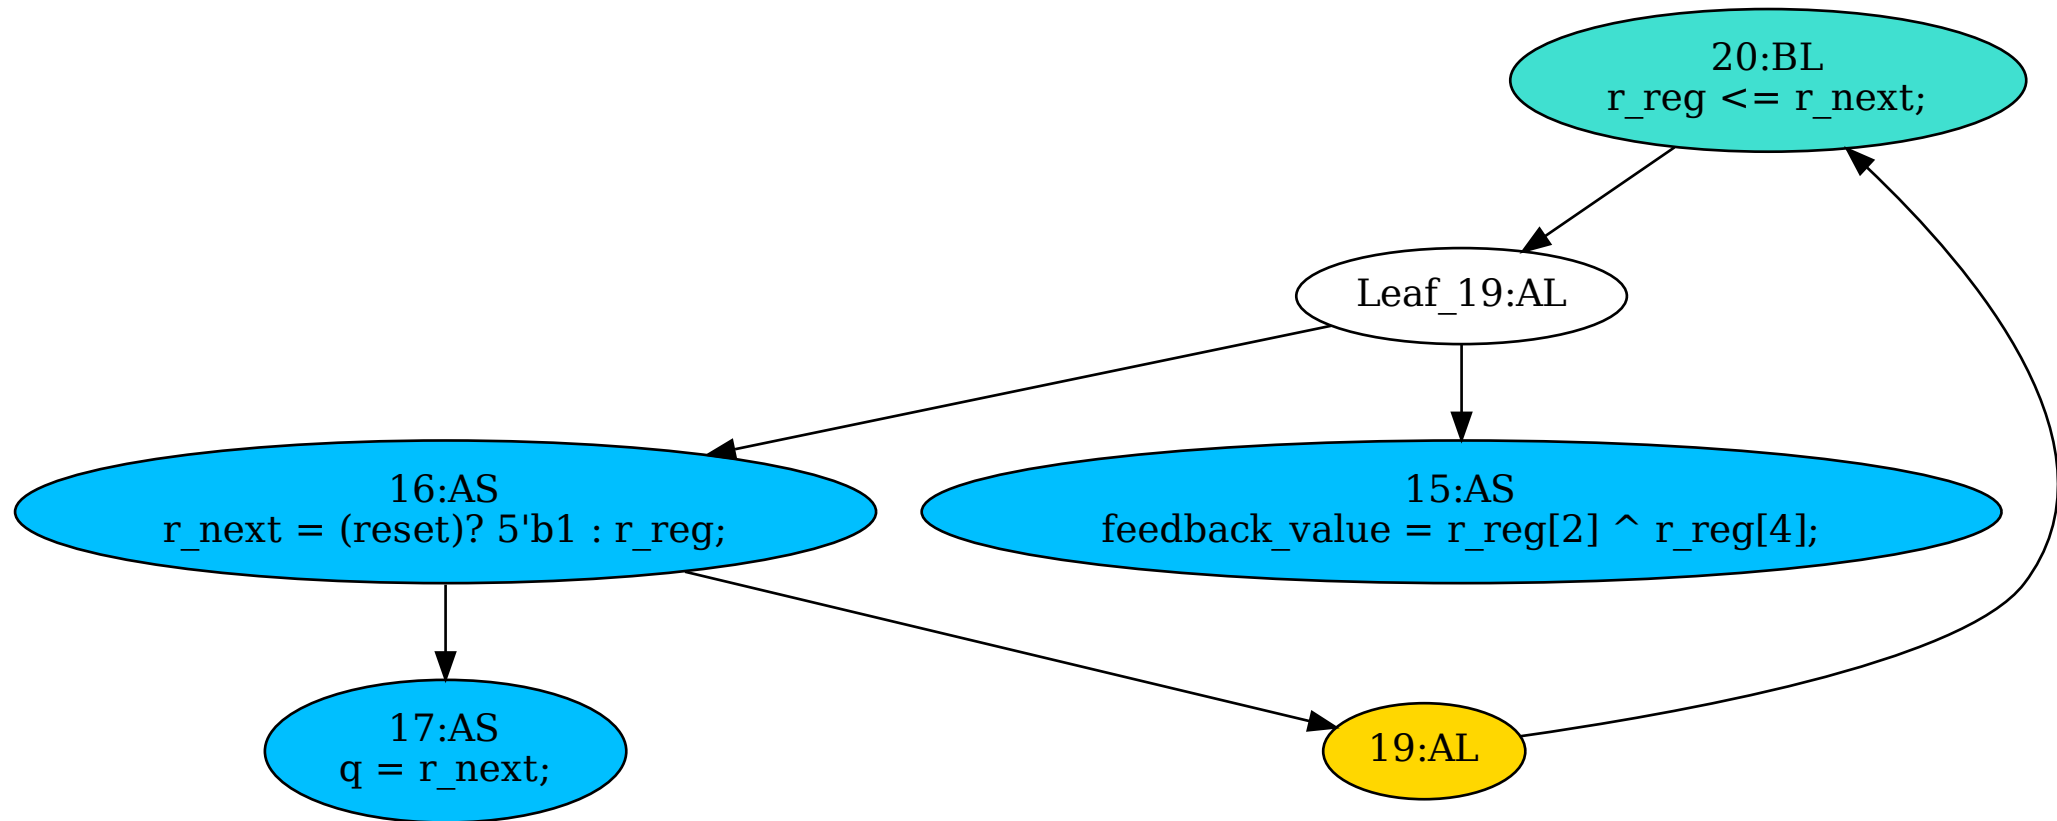 20:BL
r_reg <= r_next;
Leaf_19:AL
16:AS
r_next = (reset)? 5'b1 : r_reg;
15:AS
feedback_value = r_reg[2] ^ r_reg[4];
17:AS
q = r_next;
19:AL